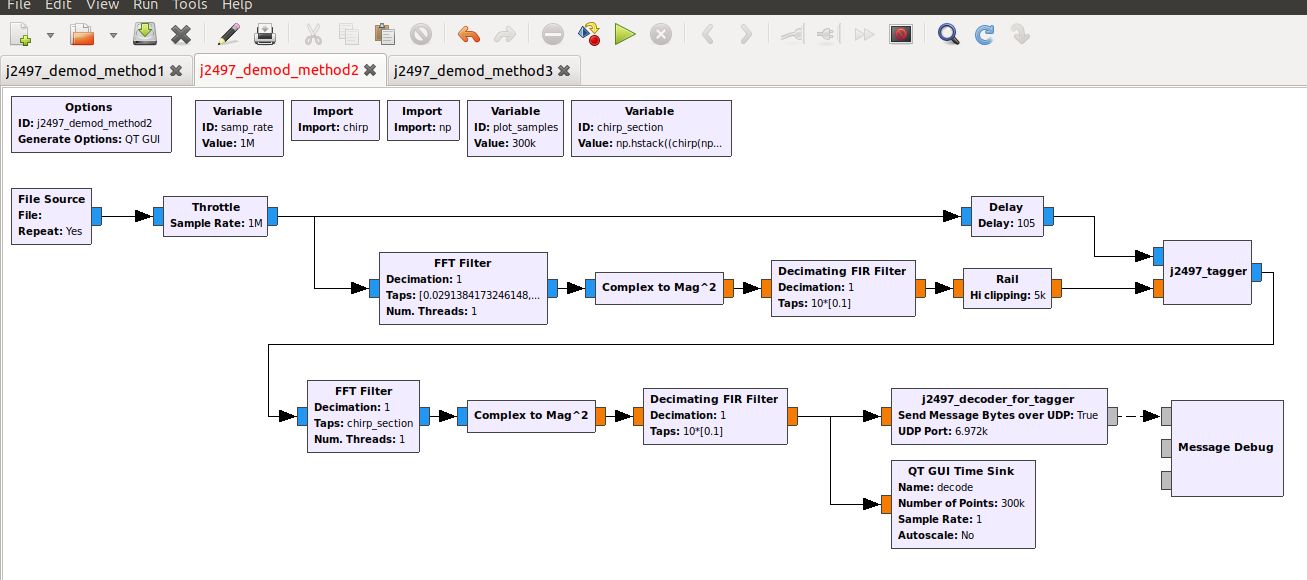 File Edit View Run Tools Help
j2497_demod_method1
j2497_demod_method2
j2497_demod_method3
Options
ID: j2497_demod_method2
Generate Options: QT GUI
Variable
ID: samp_rate
Value: 1M
Import
Import: chirp
Import
Import: np
Variable
ID: plot_samples
Value: 300k
Variable
ID: chirp_section
Value: np.hstack((chirp(np...
File Source
File:
Repeat: Yes
Throttle
Sample Rate: 1M
Delay
Delay: 105
FFT Filter
Decimation: 1
Taps: [0.0291384173246148,...
Num. Threads: 1
Complex to Mag^2
Decimating FIR Filter
Decimation: 1
Taps: 10*[0.1]
Rail
Hi clipping: 5k
j2497_tagger
FFT Filter
Decimation: 1
Taps: chirp_section
Num. Threads: 1
Complex to Mag^2
Decimating FIR Filter
Decimation: 1
Taps: 10*[0.1]
j2497_decoder_for_tagger
Send Message Bytes over UDP: True
UDP Port: 6.972k
Message Debug
QT GUI Time Sink
Name: decode
Number of Points: 300k
Sample Rate: 1
Autoscale: No